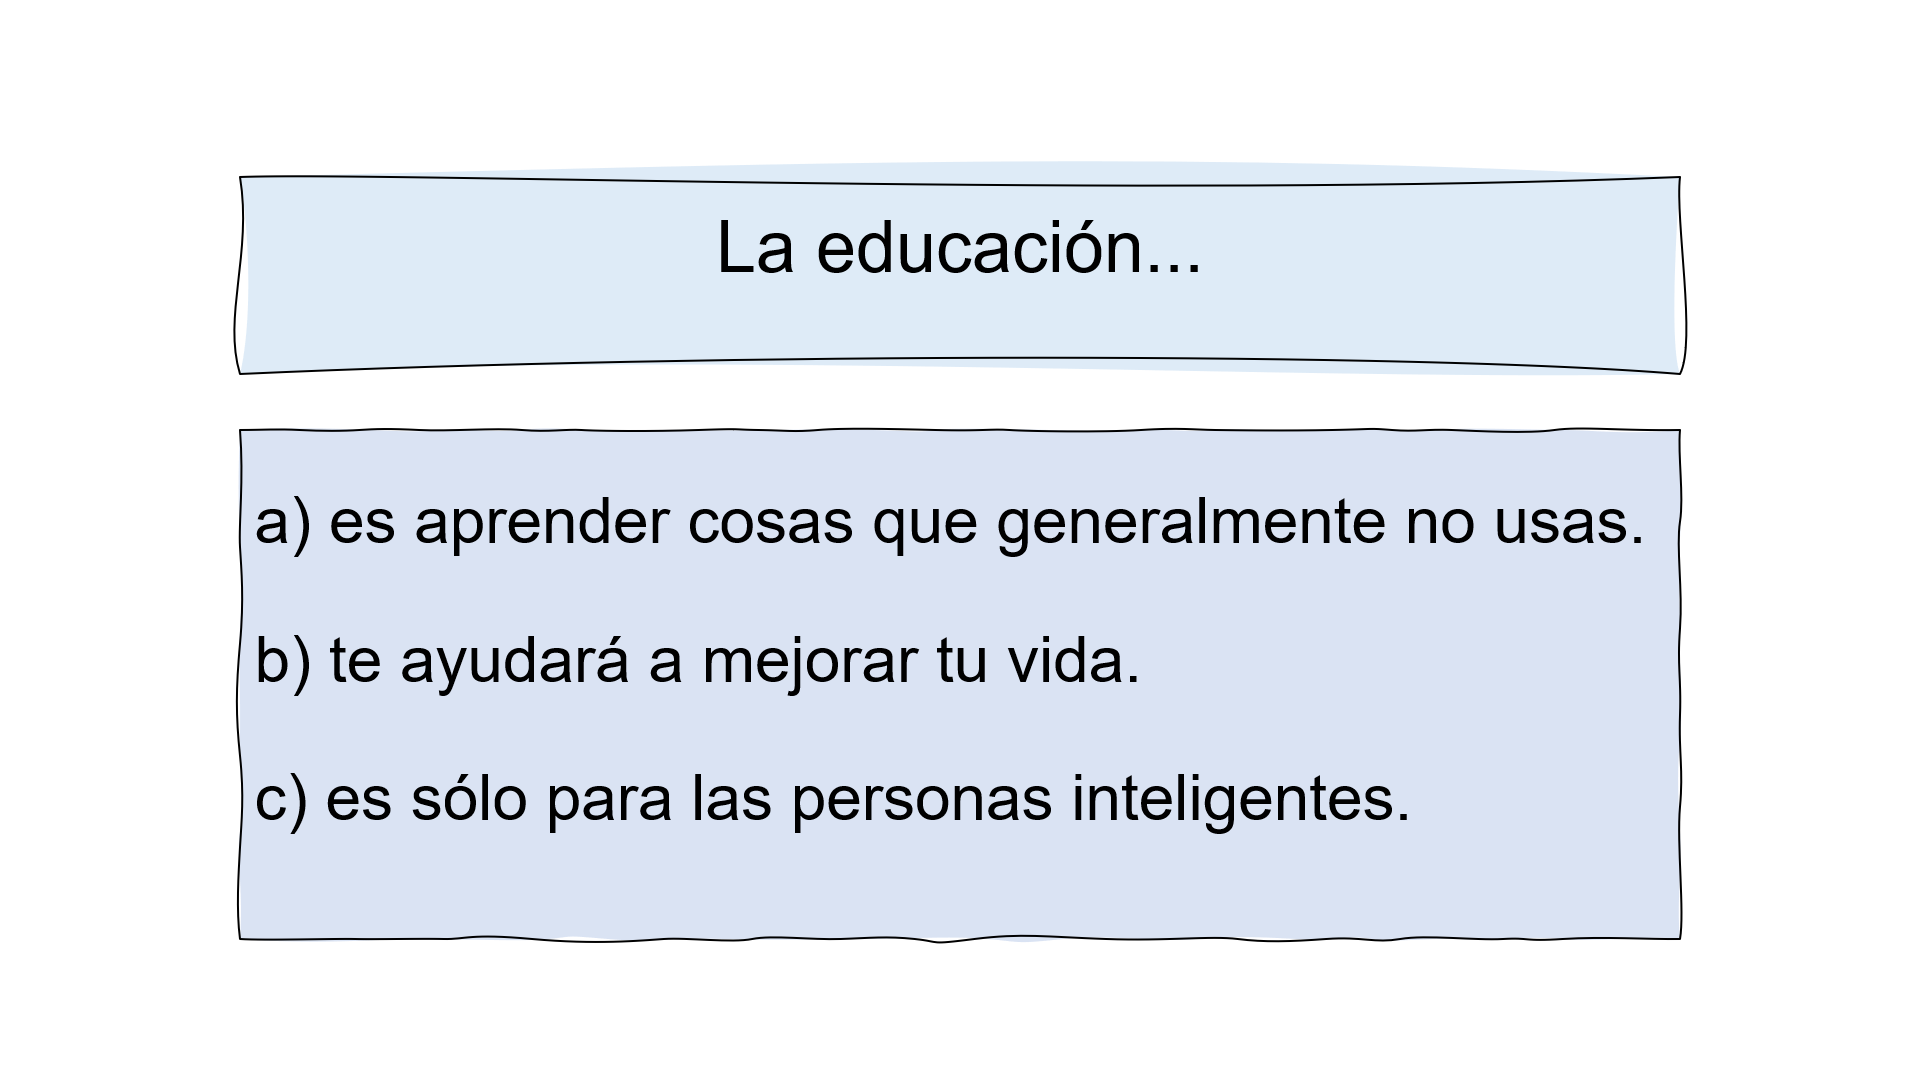 La educación...
a) es aprender cosas que generalmente no usas.
b) te ayudará a mejorar tu vida.
c) es sólo para las personas inteligentes.